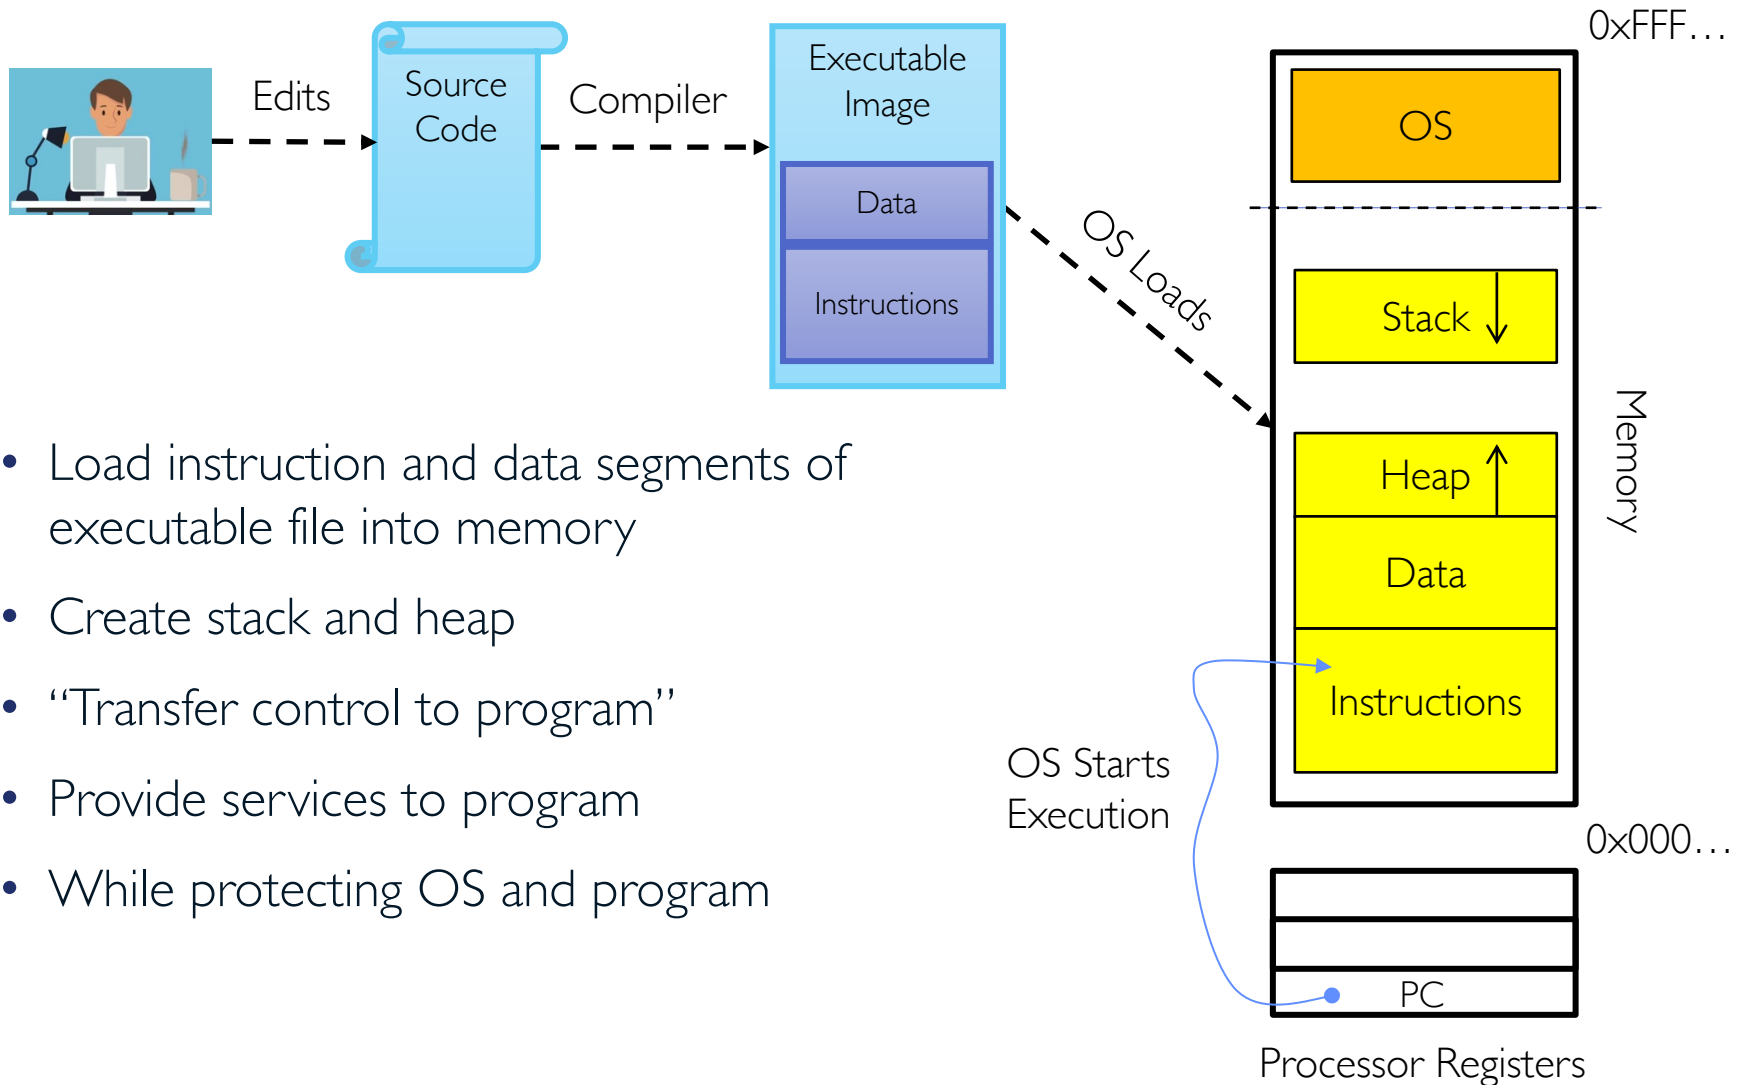 Edits
Source
Code
Compiler
Executable
Image
Data
Instructions
OS Loads
0xFFF…
OS
Stack
Heap
Data
Instructions
Memory
0x000…
OS Starts
Execution
PC
Processor Registers
• Load instruction and data segments of
executable file into memory
• Create stack and heap
• “Transfer control to program”
• Provide services to program
• While protecting OS and program